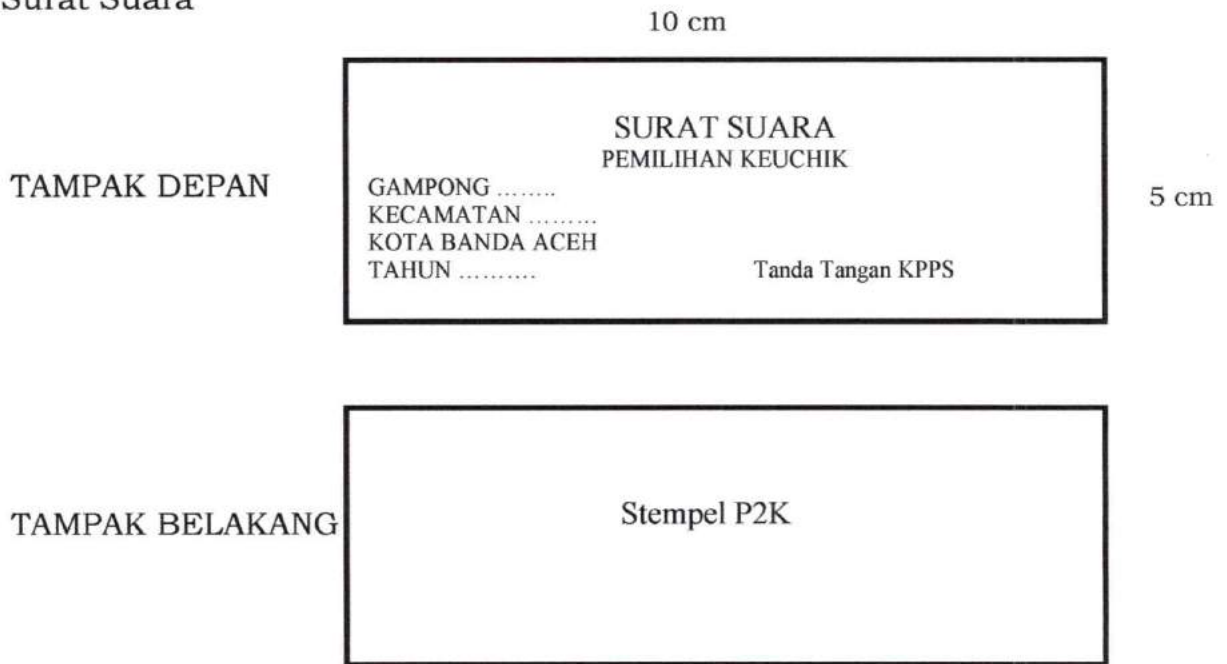 Surat Suara
10 cm
TAMPAK DEPAN
SURAT SUARA
PEMILIHAN KEUCHIK
GAMPONG ........
KECAMATAN .........
KOTA BANDA ACEH
TAHUN ..........
Tanda Tangan KPPS
5 cm
TAMPAK BELAKANG
Stempel P2K